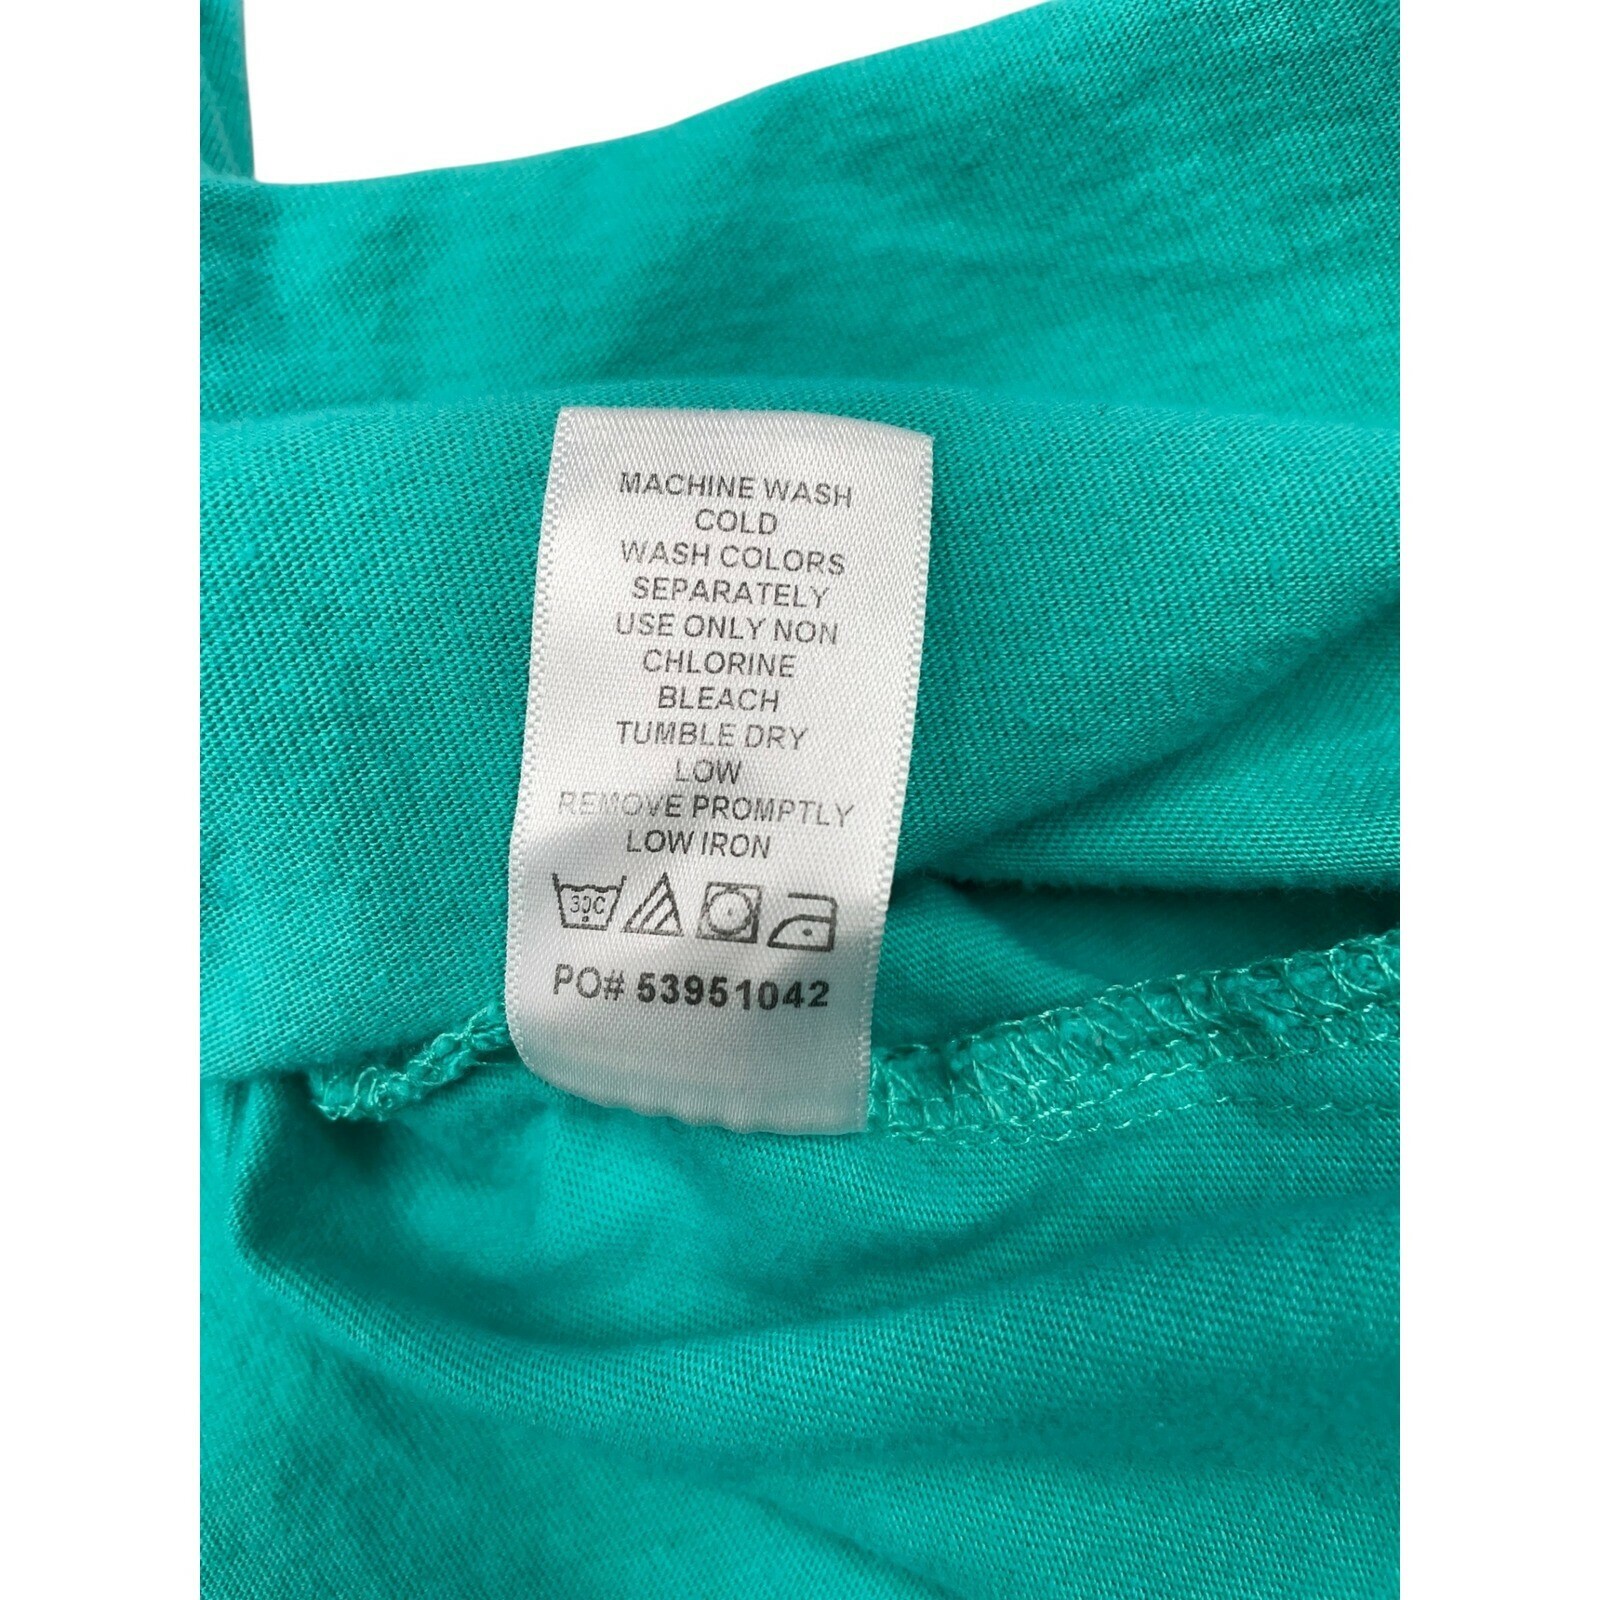 MACHINE WASH
COLD
WASH COLORS
SEPARATELY
USE ONLY NON
CHLORINE
BLEACH
TUMBLE DRY
LOW
REMOVE PROMPTLY
LOW IRON
30C
PO# 53951042